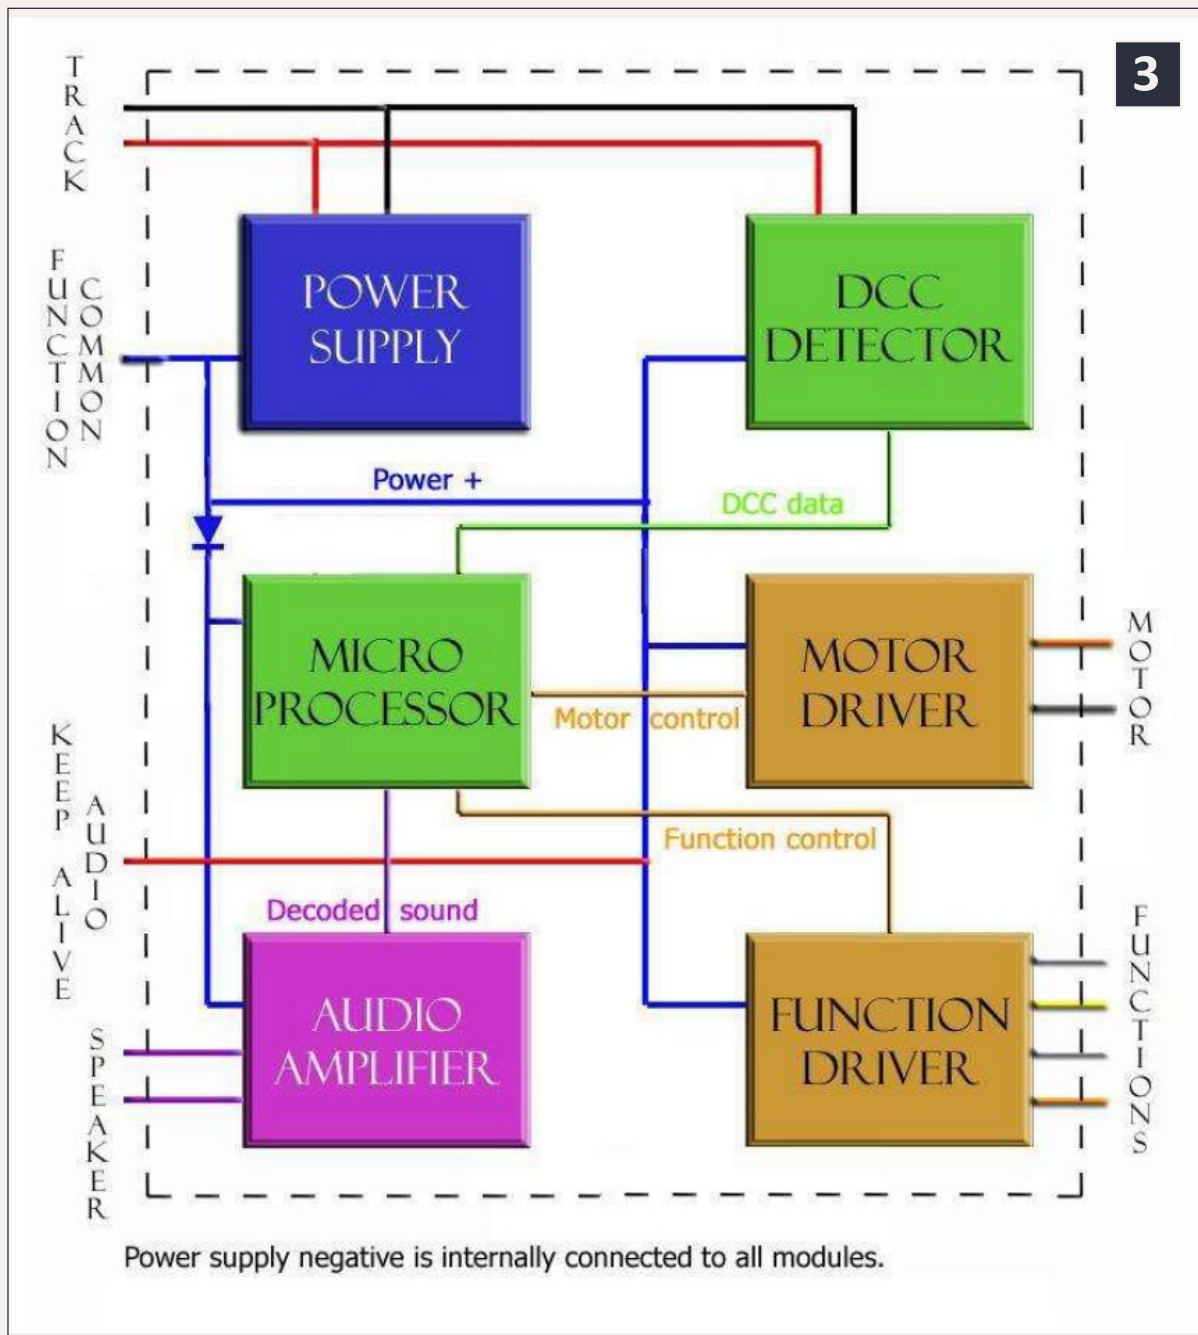 3
TRACK
POWER
SUPPLY
DCC
DETECTOR
FUNCTION
COMMON
Power +
DCC data
MICRO
PROCESSOR
MOTOR
DRIVER
MOTOR
Motor control
KEEP ALIVE
AUDIO
Function control
Decoded sound
AUDIO
AMPLIFIER
FUNCTION
DRIVER
FUNCTIONS
SPEAKER
Power supply negative is internally connected to all modules.